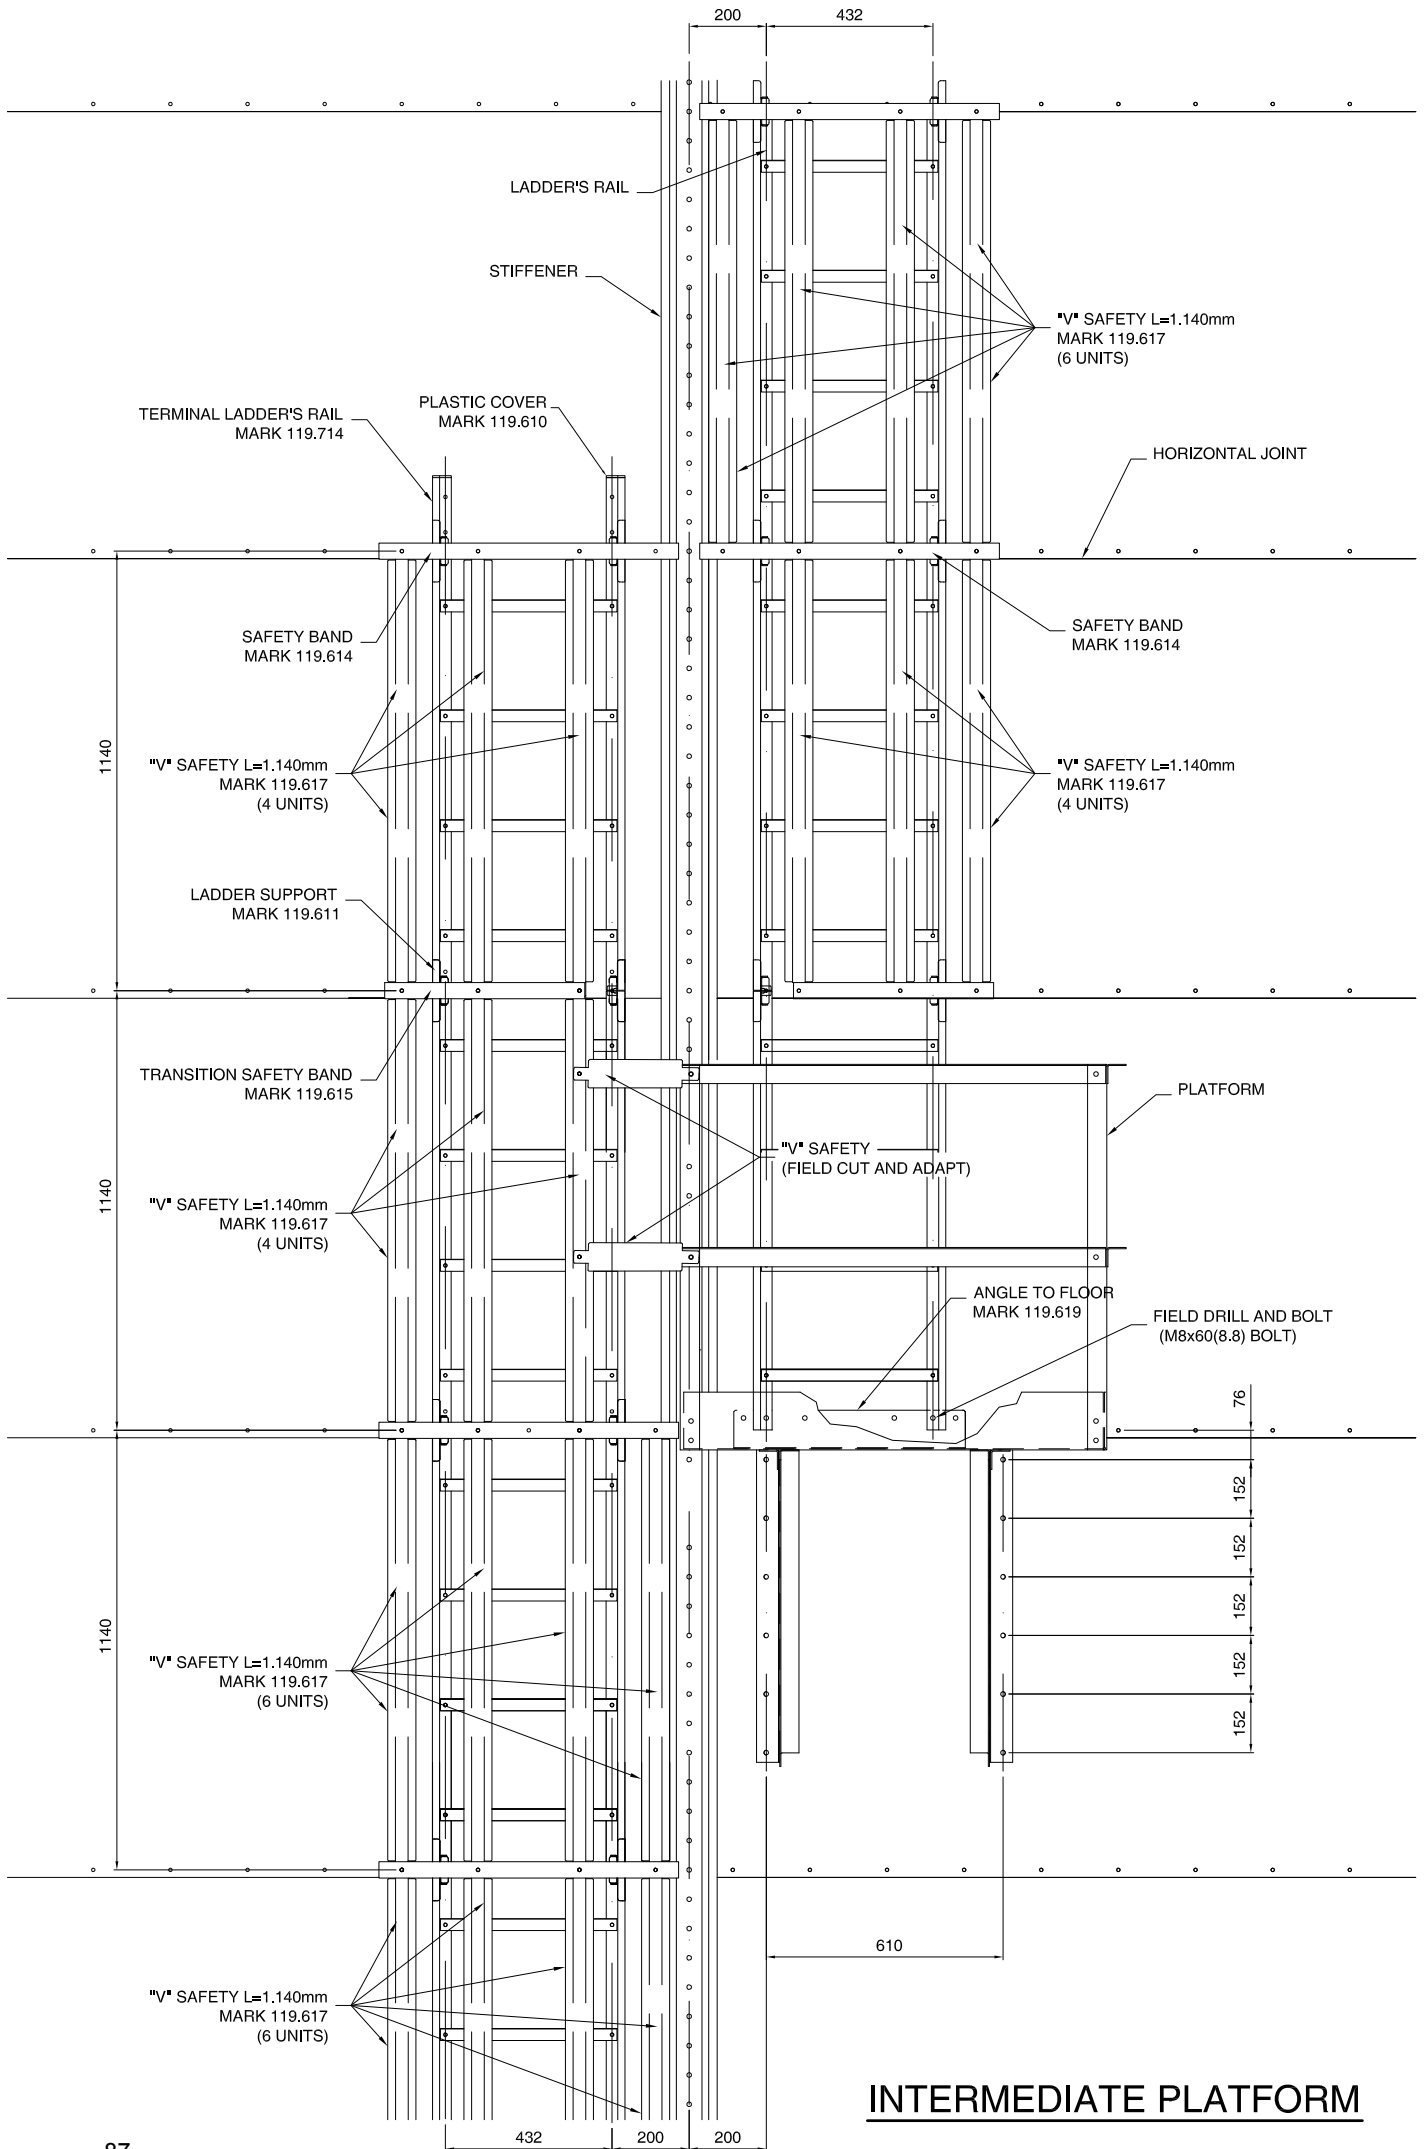 200
432
LADDER'S RAIL
STIFFENER
"V" SAFETY L=1.140mm
MARK 119.617
(6 UNITS)
PLASTIC COVER
MARK 119.610
TERMINAL LADDER'S RAIL
MARK 119.714
HORIZONTAL JOINT
SAFETY BAND
MARK 119.614
SAFETY BAND
MARK 119.614
1140
"V" SAFETY L=1.140mm
MARK 119.617
(4 UNITS)
"V" SAFETY L=1.140mm
MARK 119.617
(4 UNITS)
LADDER SUPPORT
MARK 119.611
TRANSITION SAFETY BAND
MARK 119.615
PLATFORM
"V" SAFETY
(FIELD CUT AND ADAPT)
1140
"V" SAFETY L=1.140mm
MARK 119.617
(4 UNITS)
ANGLE TO FLOOR
MARK 119.619
FIELD DRILL AND BOLT
(M8x60(8.8) BOLT)
76
152
152
152
152
152
1140
"V" SAFETY L=1.140mm
MARK 119.617
(6 UNITS)
610
"V" SAFETY L=1.140mm
MARK 119.617
(6 UNITS)
INTERMEDIATE PLATFORM
432
200
200
87